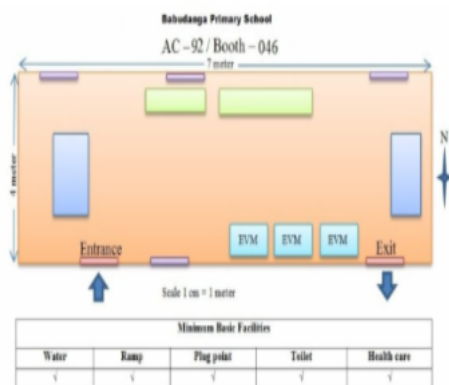 Babudanga Primary School
AC – 92 / Booth – 046
7 meter
4 meter
N
EVM EVM EVM
Entrance Exit
Scale 1 cm = 1 meter
Minimum Basic Facilities
Water Ramp Plug point Toilet Health care
√ √ √ √ √